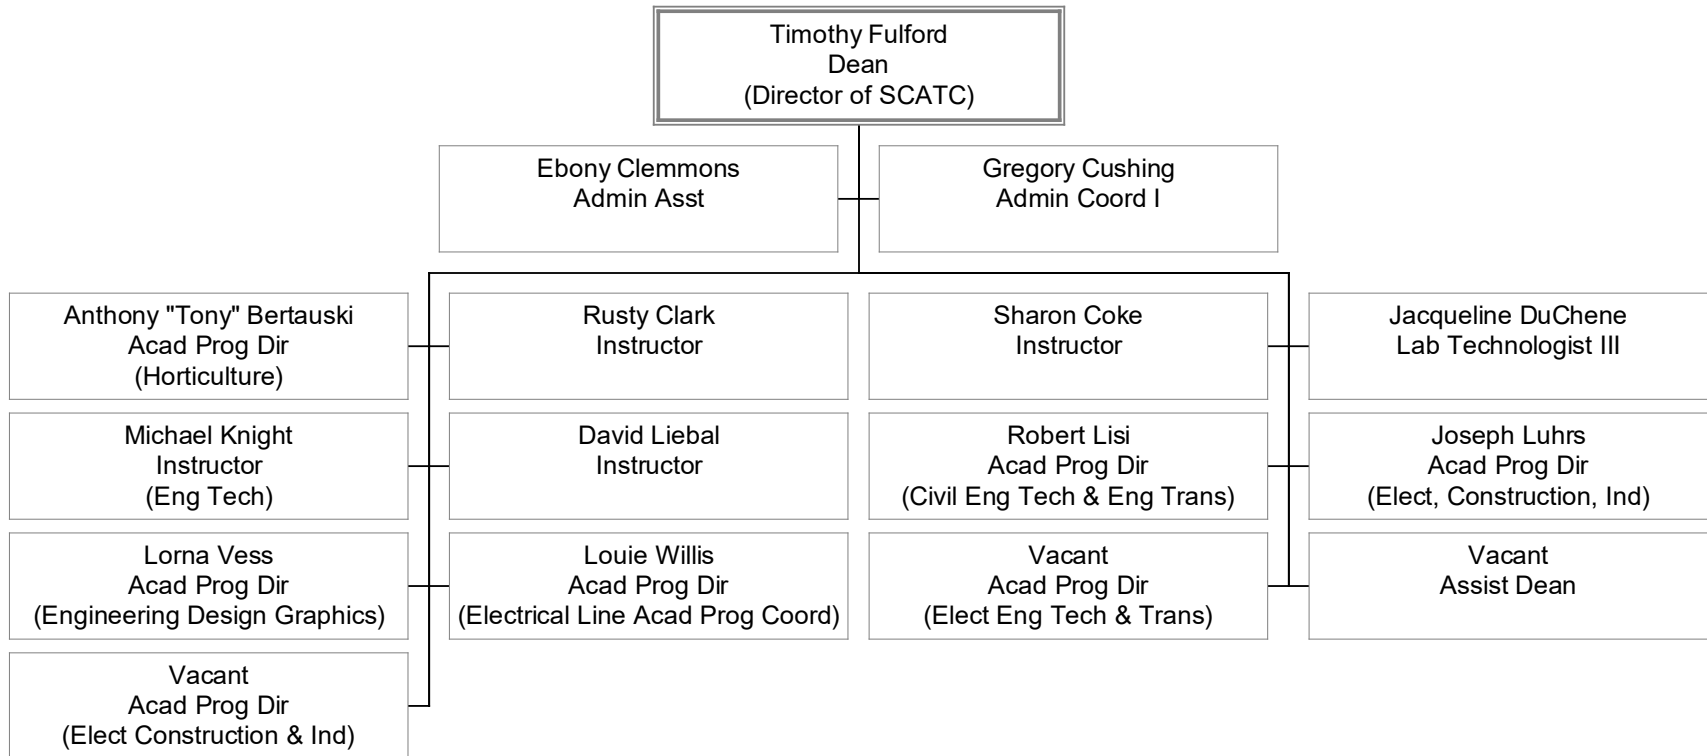 Timothy Fulford
Dean
(Director of SCATC)
Ebony Clemmons
Admin Asst
Gregory Cushing
Admin Coord I
Anthony "Tony" Bertauski
Acad Prog Dir
(Horticulture)
Rusty Clark
Instructor
Sharon Coke
Instructor
Jacqueline DuChene
Lab Technologist III
Michael Knight
Instructor
(Eng Tech)
David Liebal
Instructor
Robert Lisi
Acad Prog Dir
(Civil Eng Tech & Eng Trans)
Joseph Luhrs
Acad Prog Dir
(Elect, Construction, Ind)
Lorna Vess
Acad Prog Dir
(Engineering Design Graphics)
Louie Willis
Acad Prog Dir
(Electrical Line Acad Prog Coord)
Vacant
Acad Prog Dir
(Elect Eng Tech & Trans)
Vacant
Assist Dean
Vacant
Acad Prog Dir
(Elect Construction & Ind)